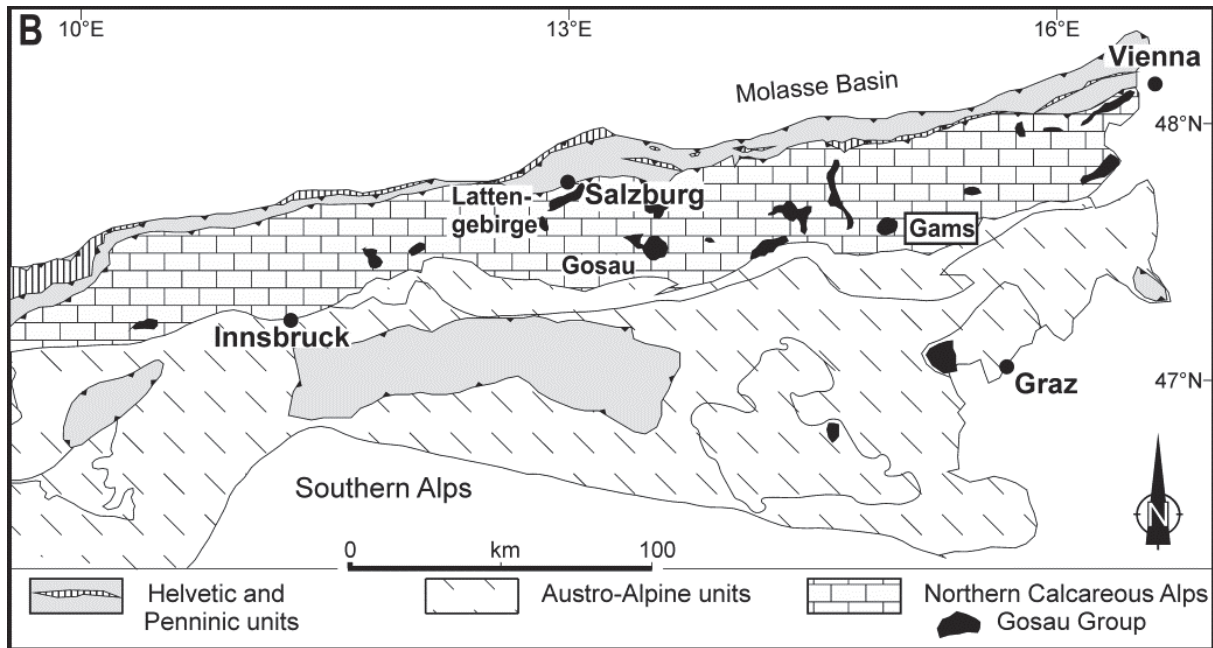 B
10°E
13°E
16°E
Vienna
Molasse Basin
48°N
Latten-
gebirge
Salzburg
Gams
Gosau
Innsbruck
47°N
Graz
Southern Alps
N
0 km 100
Helvetic and
Penninic units
Austro-Alpine units
Northern Calcareous Alps
Gosau Group